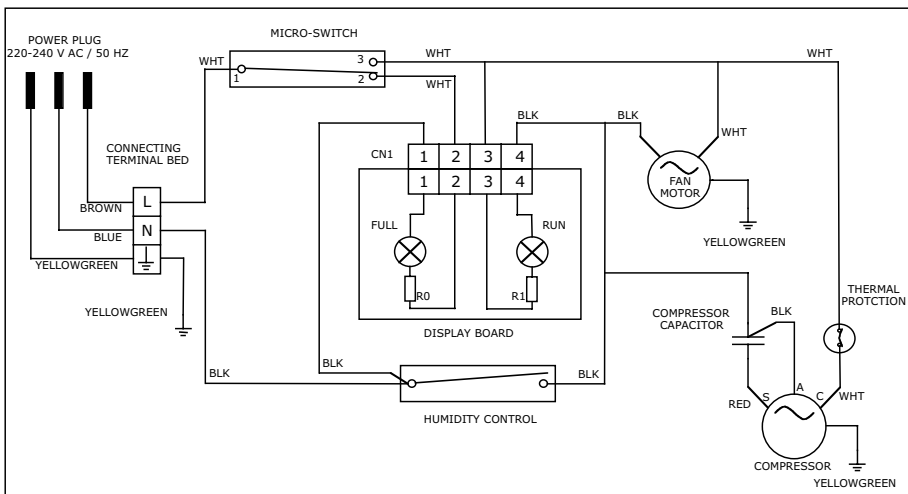 MICRO-SWITCH
POWER PLUG
220-240 V AC / 50 HZ
WHT
1
3
2
WHT
WHT
WHT
BLK
BLK
WHT
CONNECTING
TERMINAL BED
CN1
1 2 3 4
1 2 3 4
FAN
MOTOR
BROWN
L
BLUE
N
YELLOWGREEN
FULL
RUN
YELLOWGREEN
R0
R1
YELLOWGREEN
DISPLAY BOARD
COMPRESSOR
CAPACITOR
BLK
THERMAL
PROTCTION
BLK
BLK
BLK
HUMIDITY CONTROL
RED
S
A
C
WHT
COMPRESSOR
YELLOWGREEN